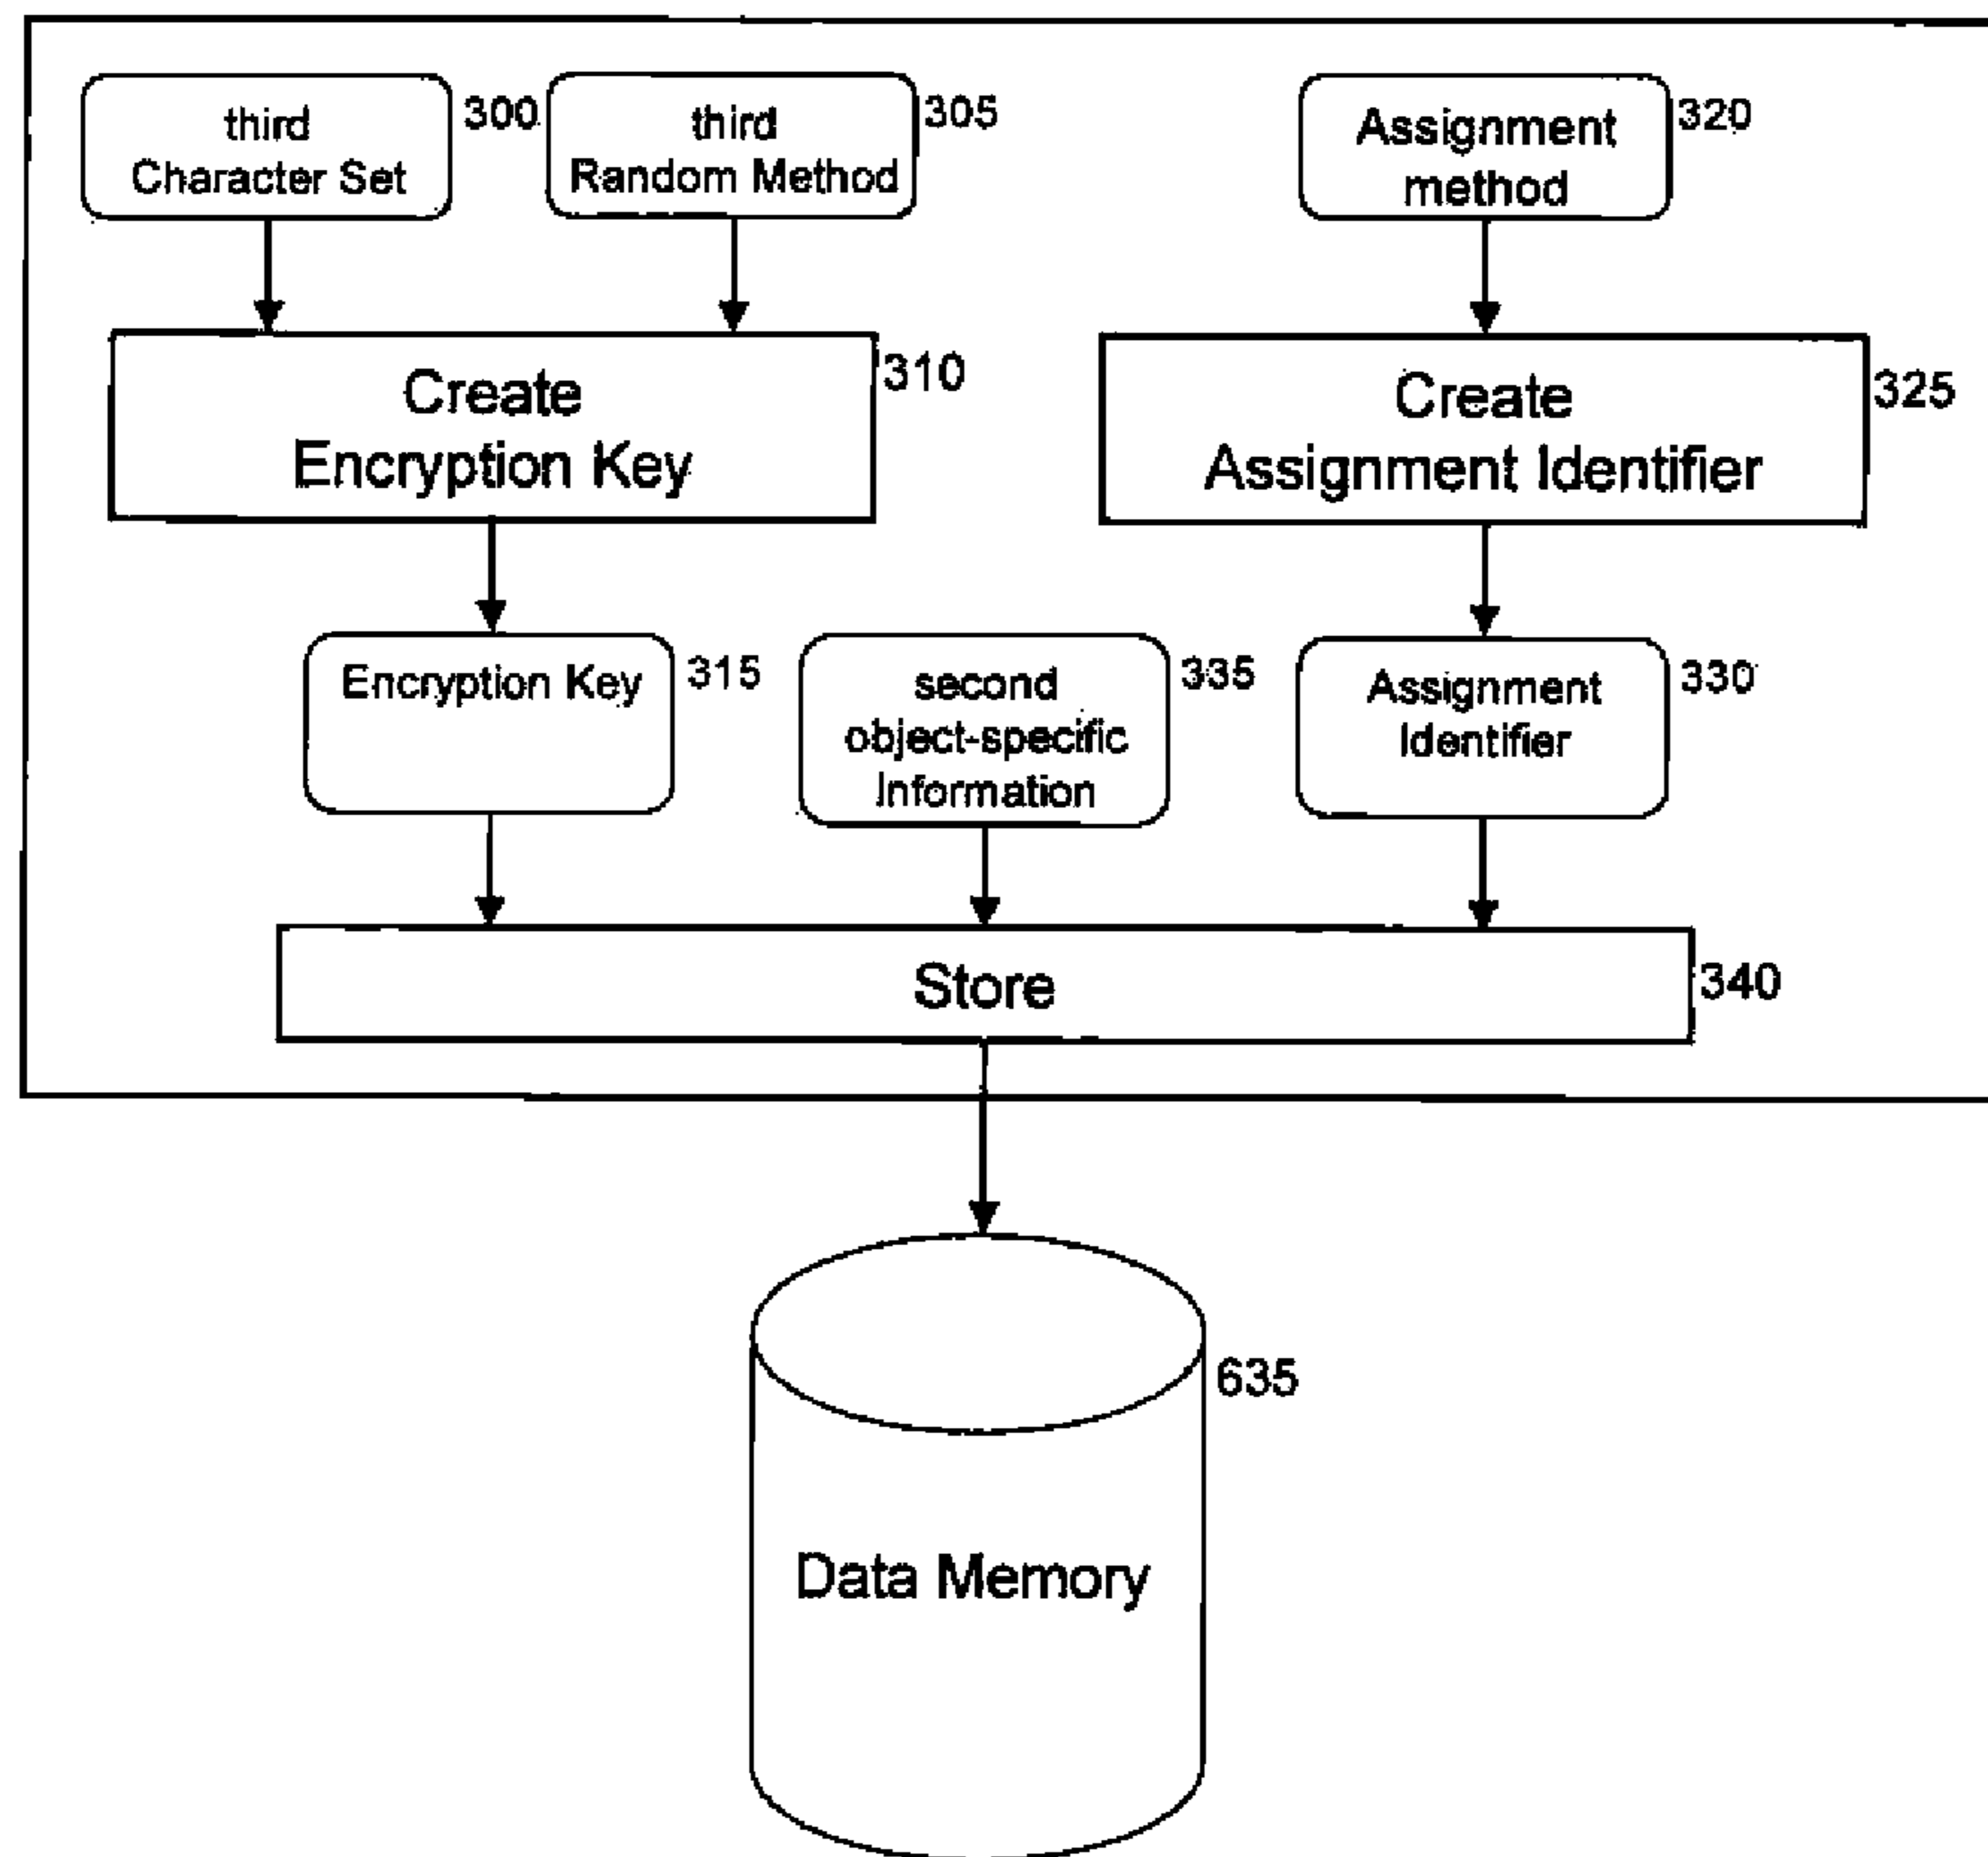 third
Character Set
300
third
Random Method
305
Assignment
method
320
Create
Encryption Key
310
Create
Assignment Identifier
325
Encryption Key
315
second
object-specific
Information
335
Assignment
Identifier
330
Store
340
635
Data Memory